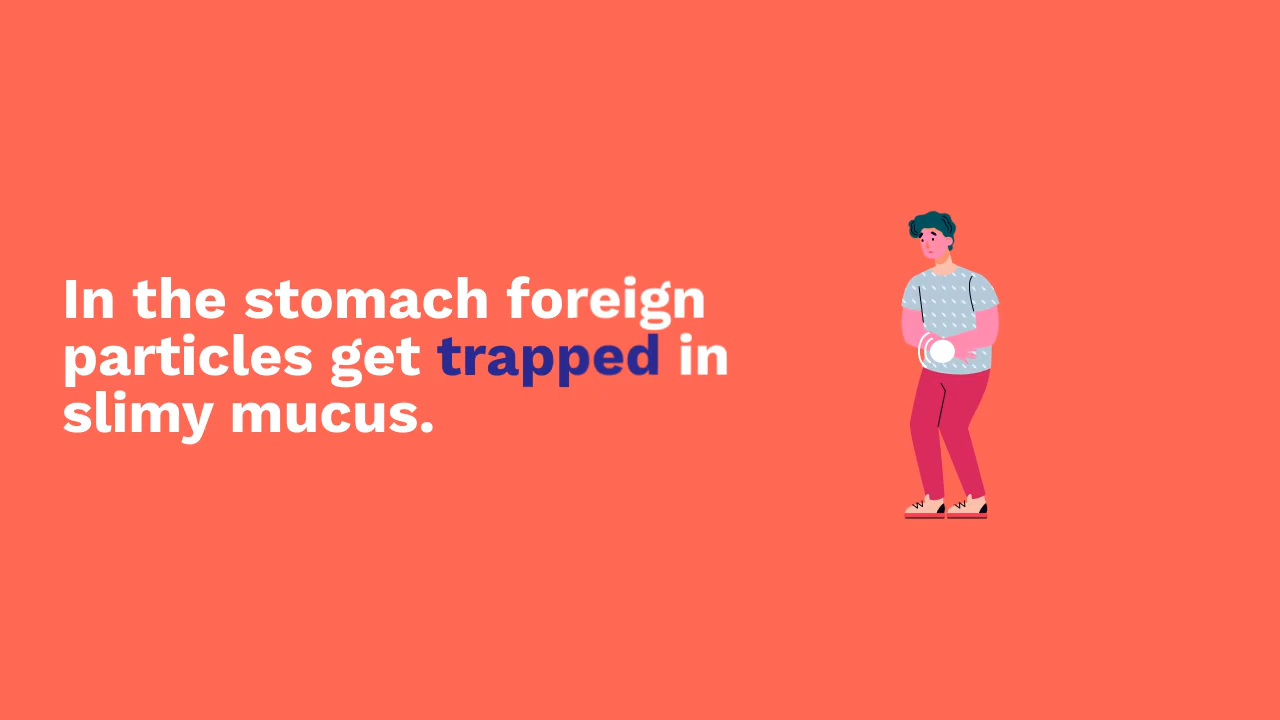 In the stomach foreign
particles get trapped in
slimy mucus.